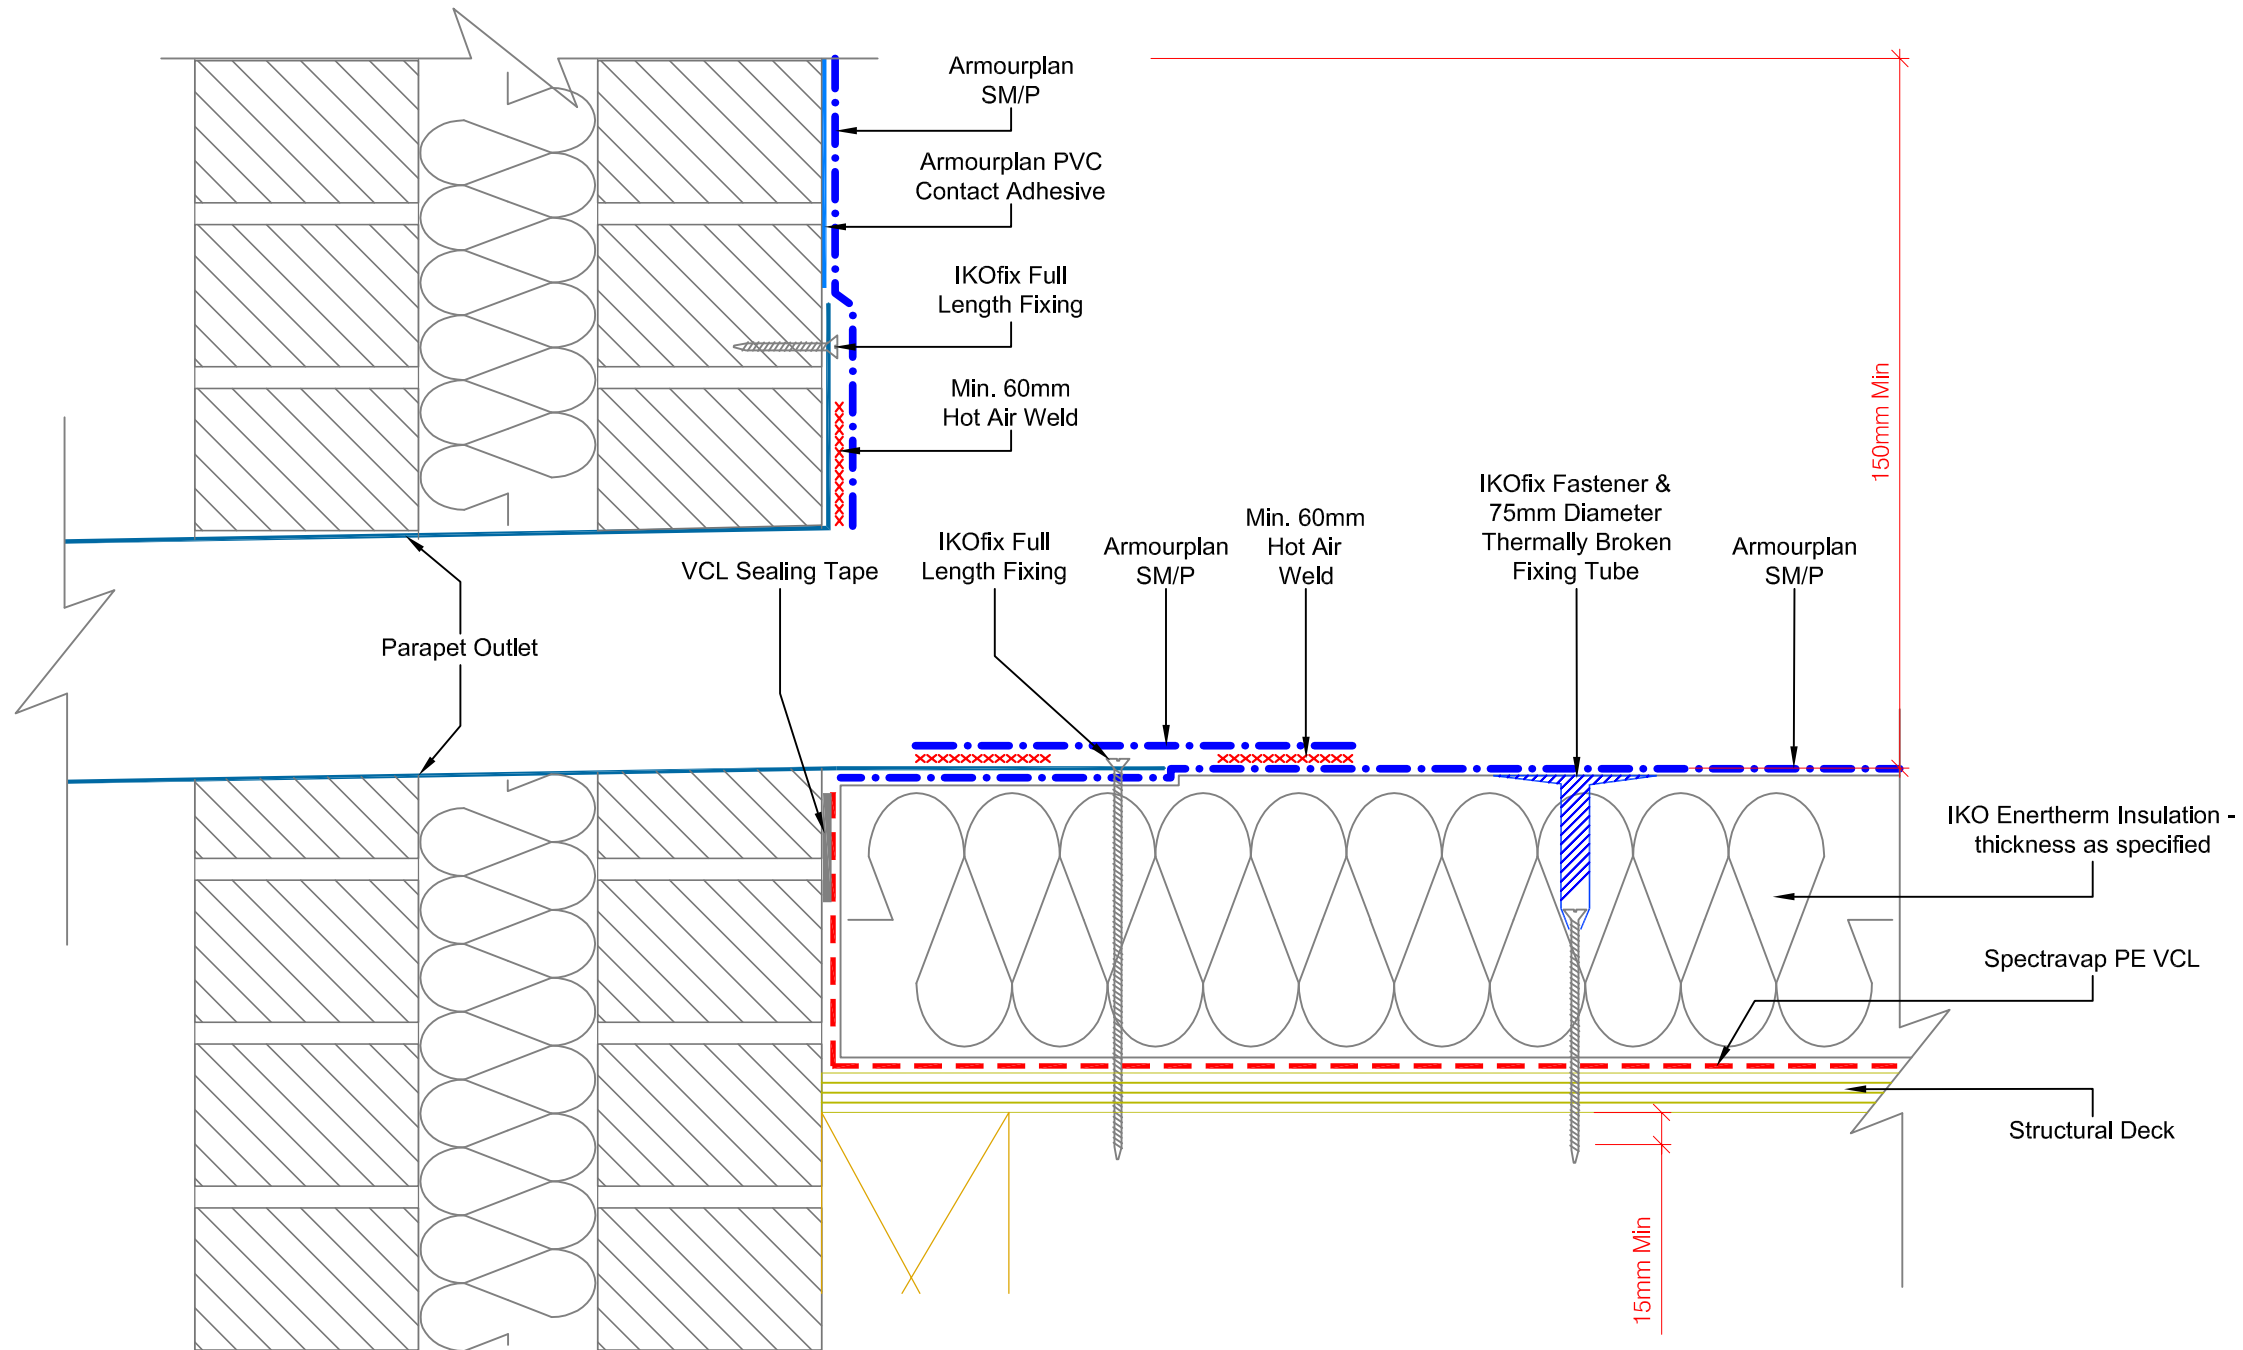 Armourplan
SM/P
Armourplan PVC
Contact Adhesive
IKOfix Full
Length Fixing
Min. 60mm
Hot Air Weld
150mm Min
IKOfix Full
Length Fixing
Armourplan
SM/P
Min. 60mm
Hot Air
Weld
IKOfix Fastener &
75mm Diameter
Thermally Broken
Fixing Tube
Armourplan
SM/P
VCL Sealing Tape
Parapet Outlet
IKO Enertherm Insulation -
thickness as specified
Spectravap PE VCL
Structural Deck
15mm Min